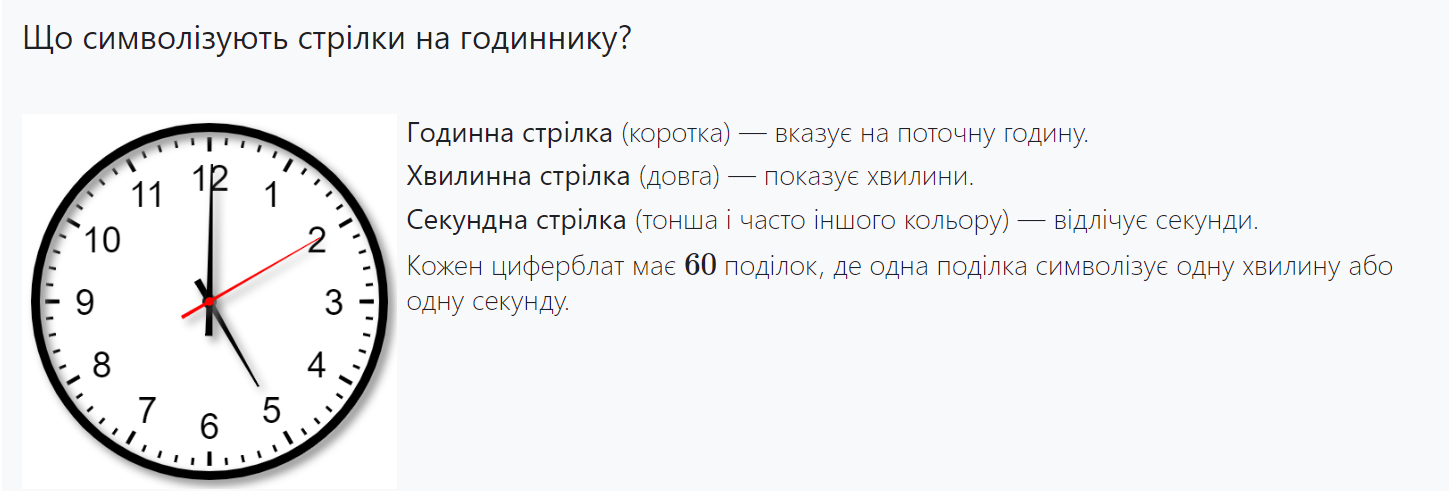 Що символізують стрілки на годиннику?
Годинна стрілка (коротка) — вказує на поточну годину.
Хвилинна стрілка (довга) — показує хвилини.
Секундна стрілка (тонша і часто іншого кольору) — відлічує секунди.
Кожен циферблат має 60 поділок, де одна поділка символізує одну хвилину або
одну секунду.
12
11
1
10
2
9
3
8
4
7
5
6